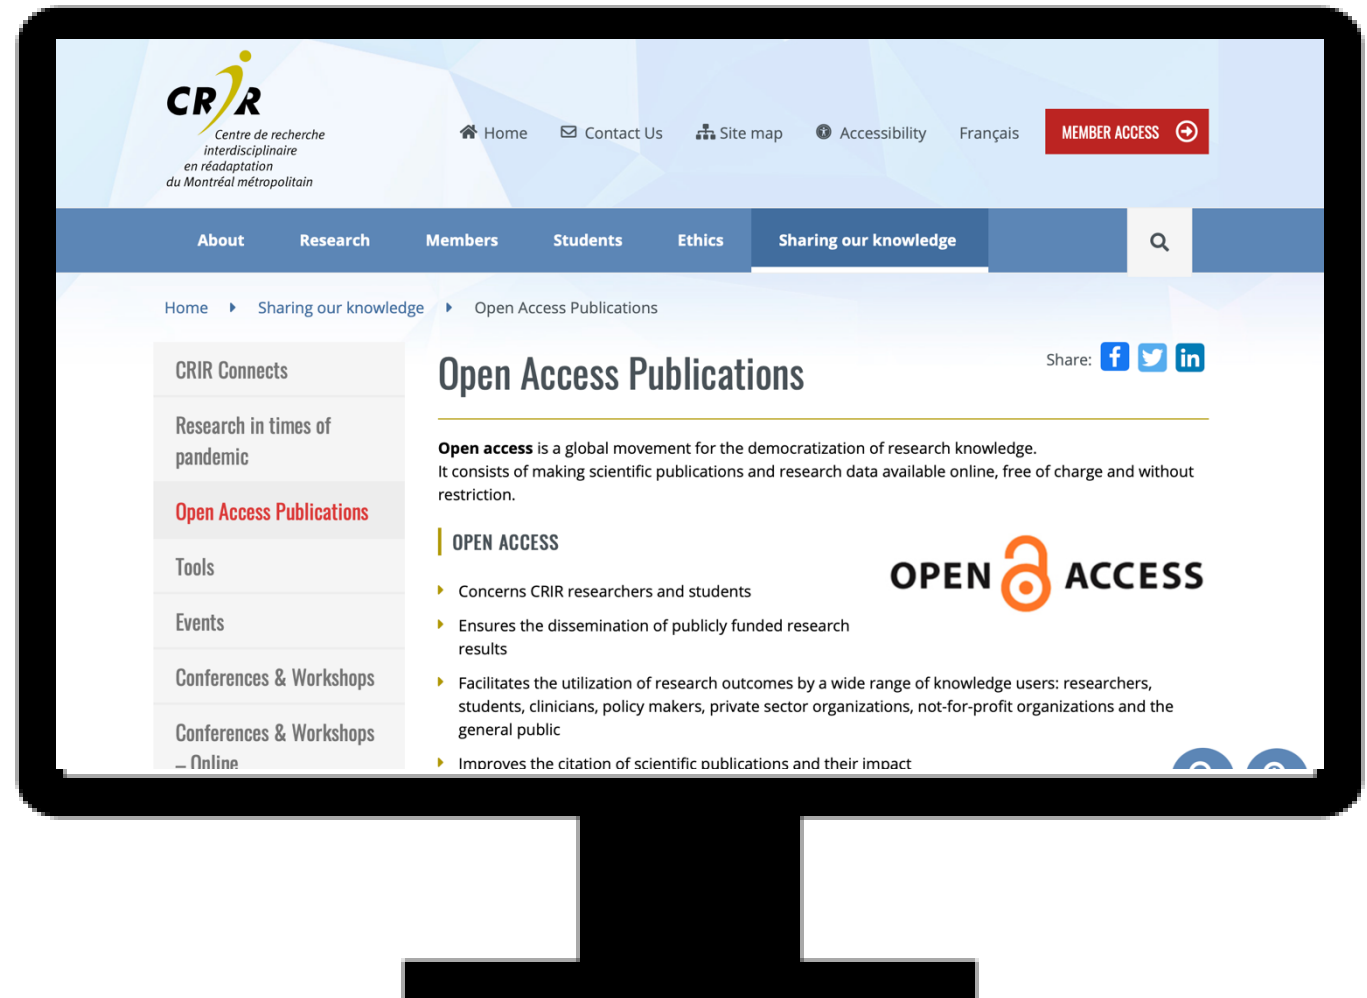 CRIR
Centre de recherche
interdisciplinaire
en réadaptation
du Montréal métropolitain
Home Contact Us Site map Accessibility Français MEMBER ACCESS
About Research Members Students Ethics Sharing our knowledge
Home Sharing our knowledge Open Access Publications
CRIR Connects
Research in times of
pandemic
Open Access Publications
Tools
Events
Conferences & Workshops
Conferences & Workshops
– Online
Open Access Publications
Share:
Open access is a global movement for the democratization of research knowledge.
It consists of making scientific publications and research data available online, free of charge and without
restriction.
OPEN ACCESS
OPEN ACCESS
Concerns CRIR researchers and students
Ensures the dissemination of publicly funded research
results
Facilitates the utilization of research outcomes by a wide range of knowledge users: researchers,
students, clinicians, policy makers, private sector organizations, not-for-profit organizations and the
general public
Improves the citation of scientific publications and their impact